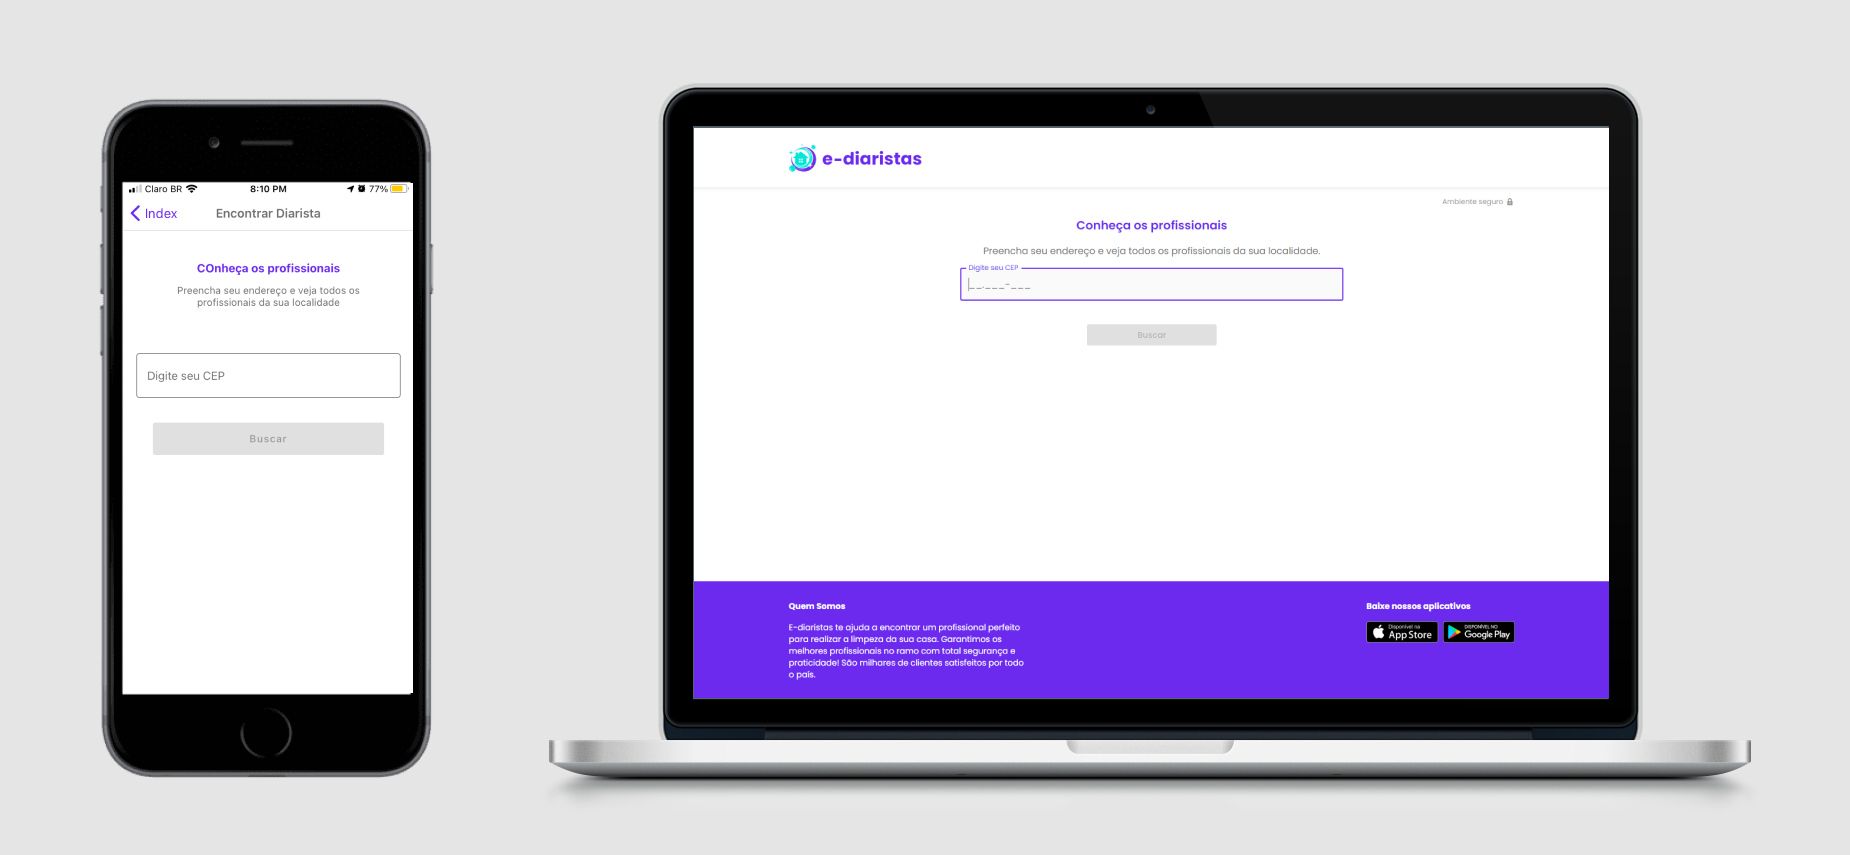 Claro BR
8:10 PM
77%
Index
Encontrar Diarista
COnheça os profissionais
Preencha seu endereço e veja todos os
profissionais da sua localidade
Digite seu CEP
Buscar
e-diaristas
Ambiente seguro
Conheça os profissionais
Preencha seu endereço e veja todos os profissionais da sua localidade.
Digite seu CEP
__.___-___
Buscar
Quem Somos
E-diaristas te ajuda a encontrar um profissional perfeito
para realizar a limpeza da sua casa. Garantimos os
melhores profissionais no ramo com total segurança e
praticidade! São milhares de clientes satisfeitos por todo
o país.
Baixe nossos aplicativos
Disponível na
App Store
DISPONÍVEL NO
Google Play